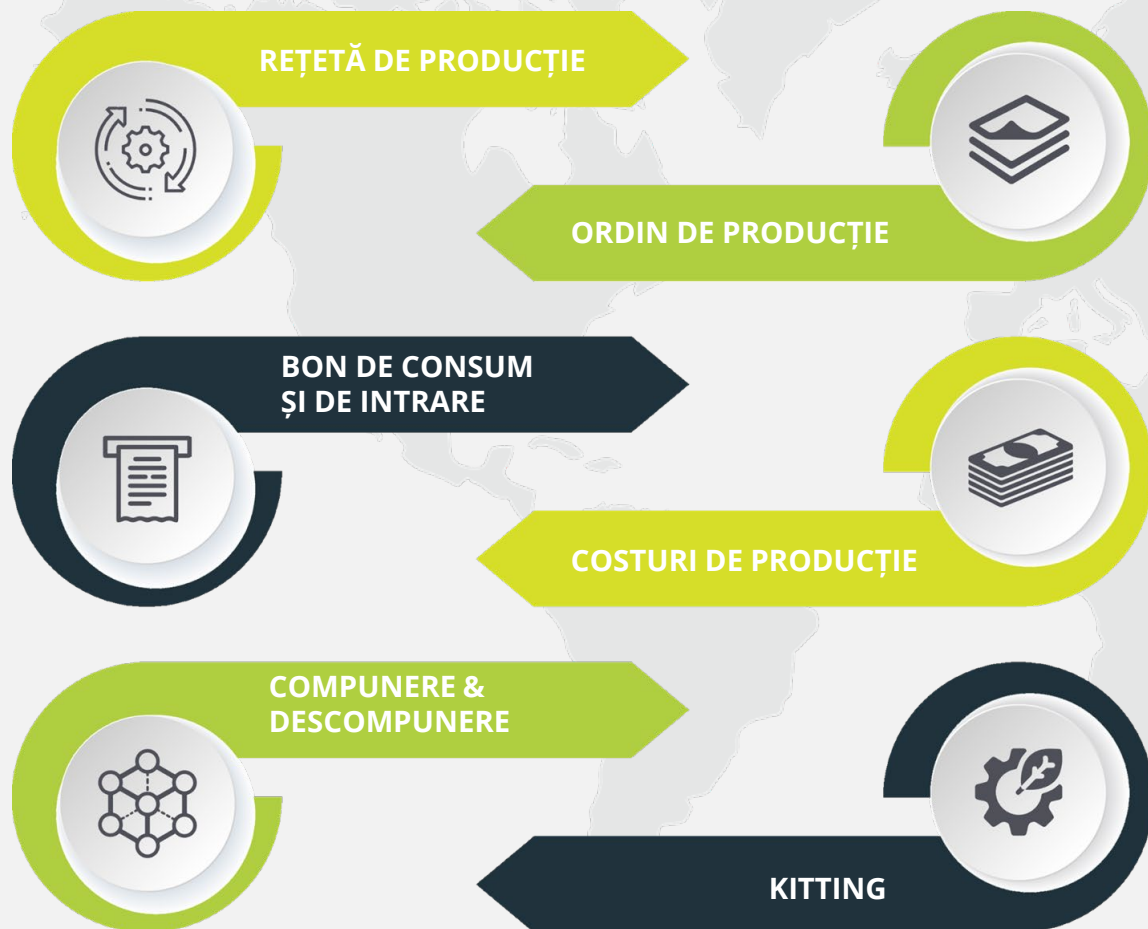 REȚETĂ DE PRODUCȚIE
ORDIN DE PRODUCȚIE
BON DE CONSUM
ȘI DE INTRARE
COSTURI DE PRODUCȚIE
COMPUNERE &
DESCOMPUNERE
KITTING